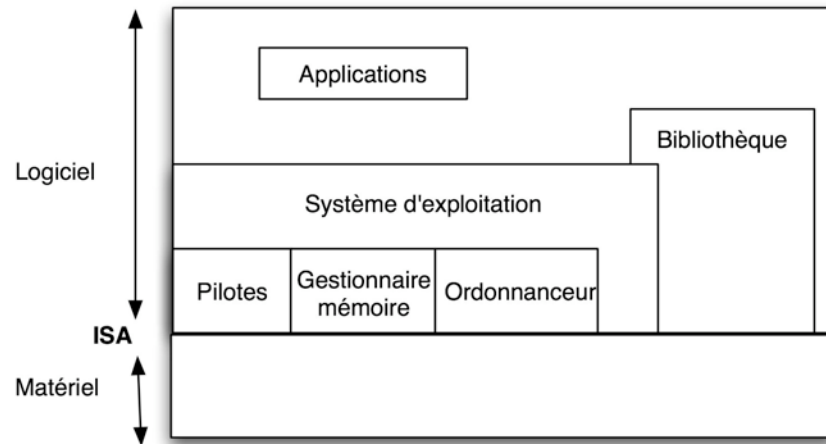 Applications
Bibliothèque
Logiciel
Système d'exploitation
Pilotes
Gestionnaire
mémoire
Ordonnanceur
ISA
Matériel